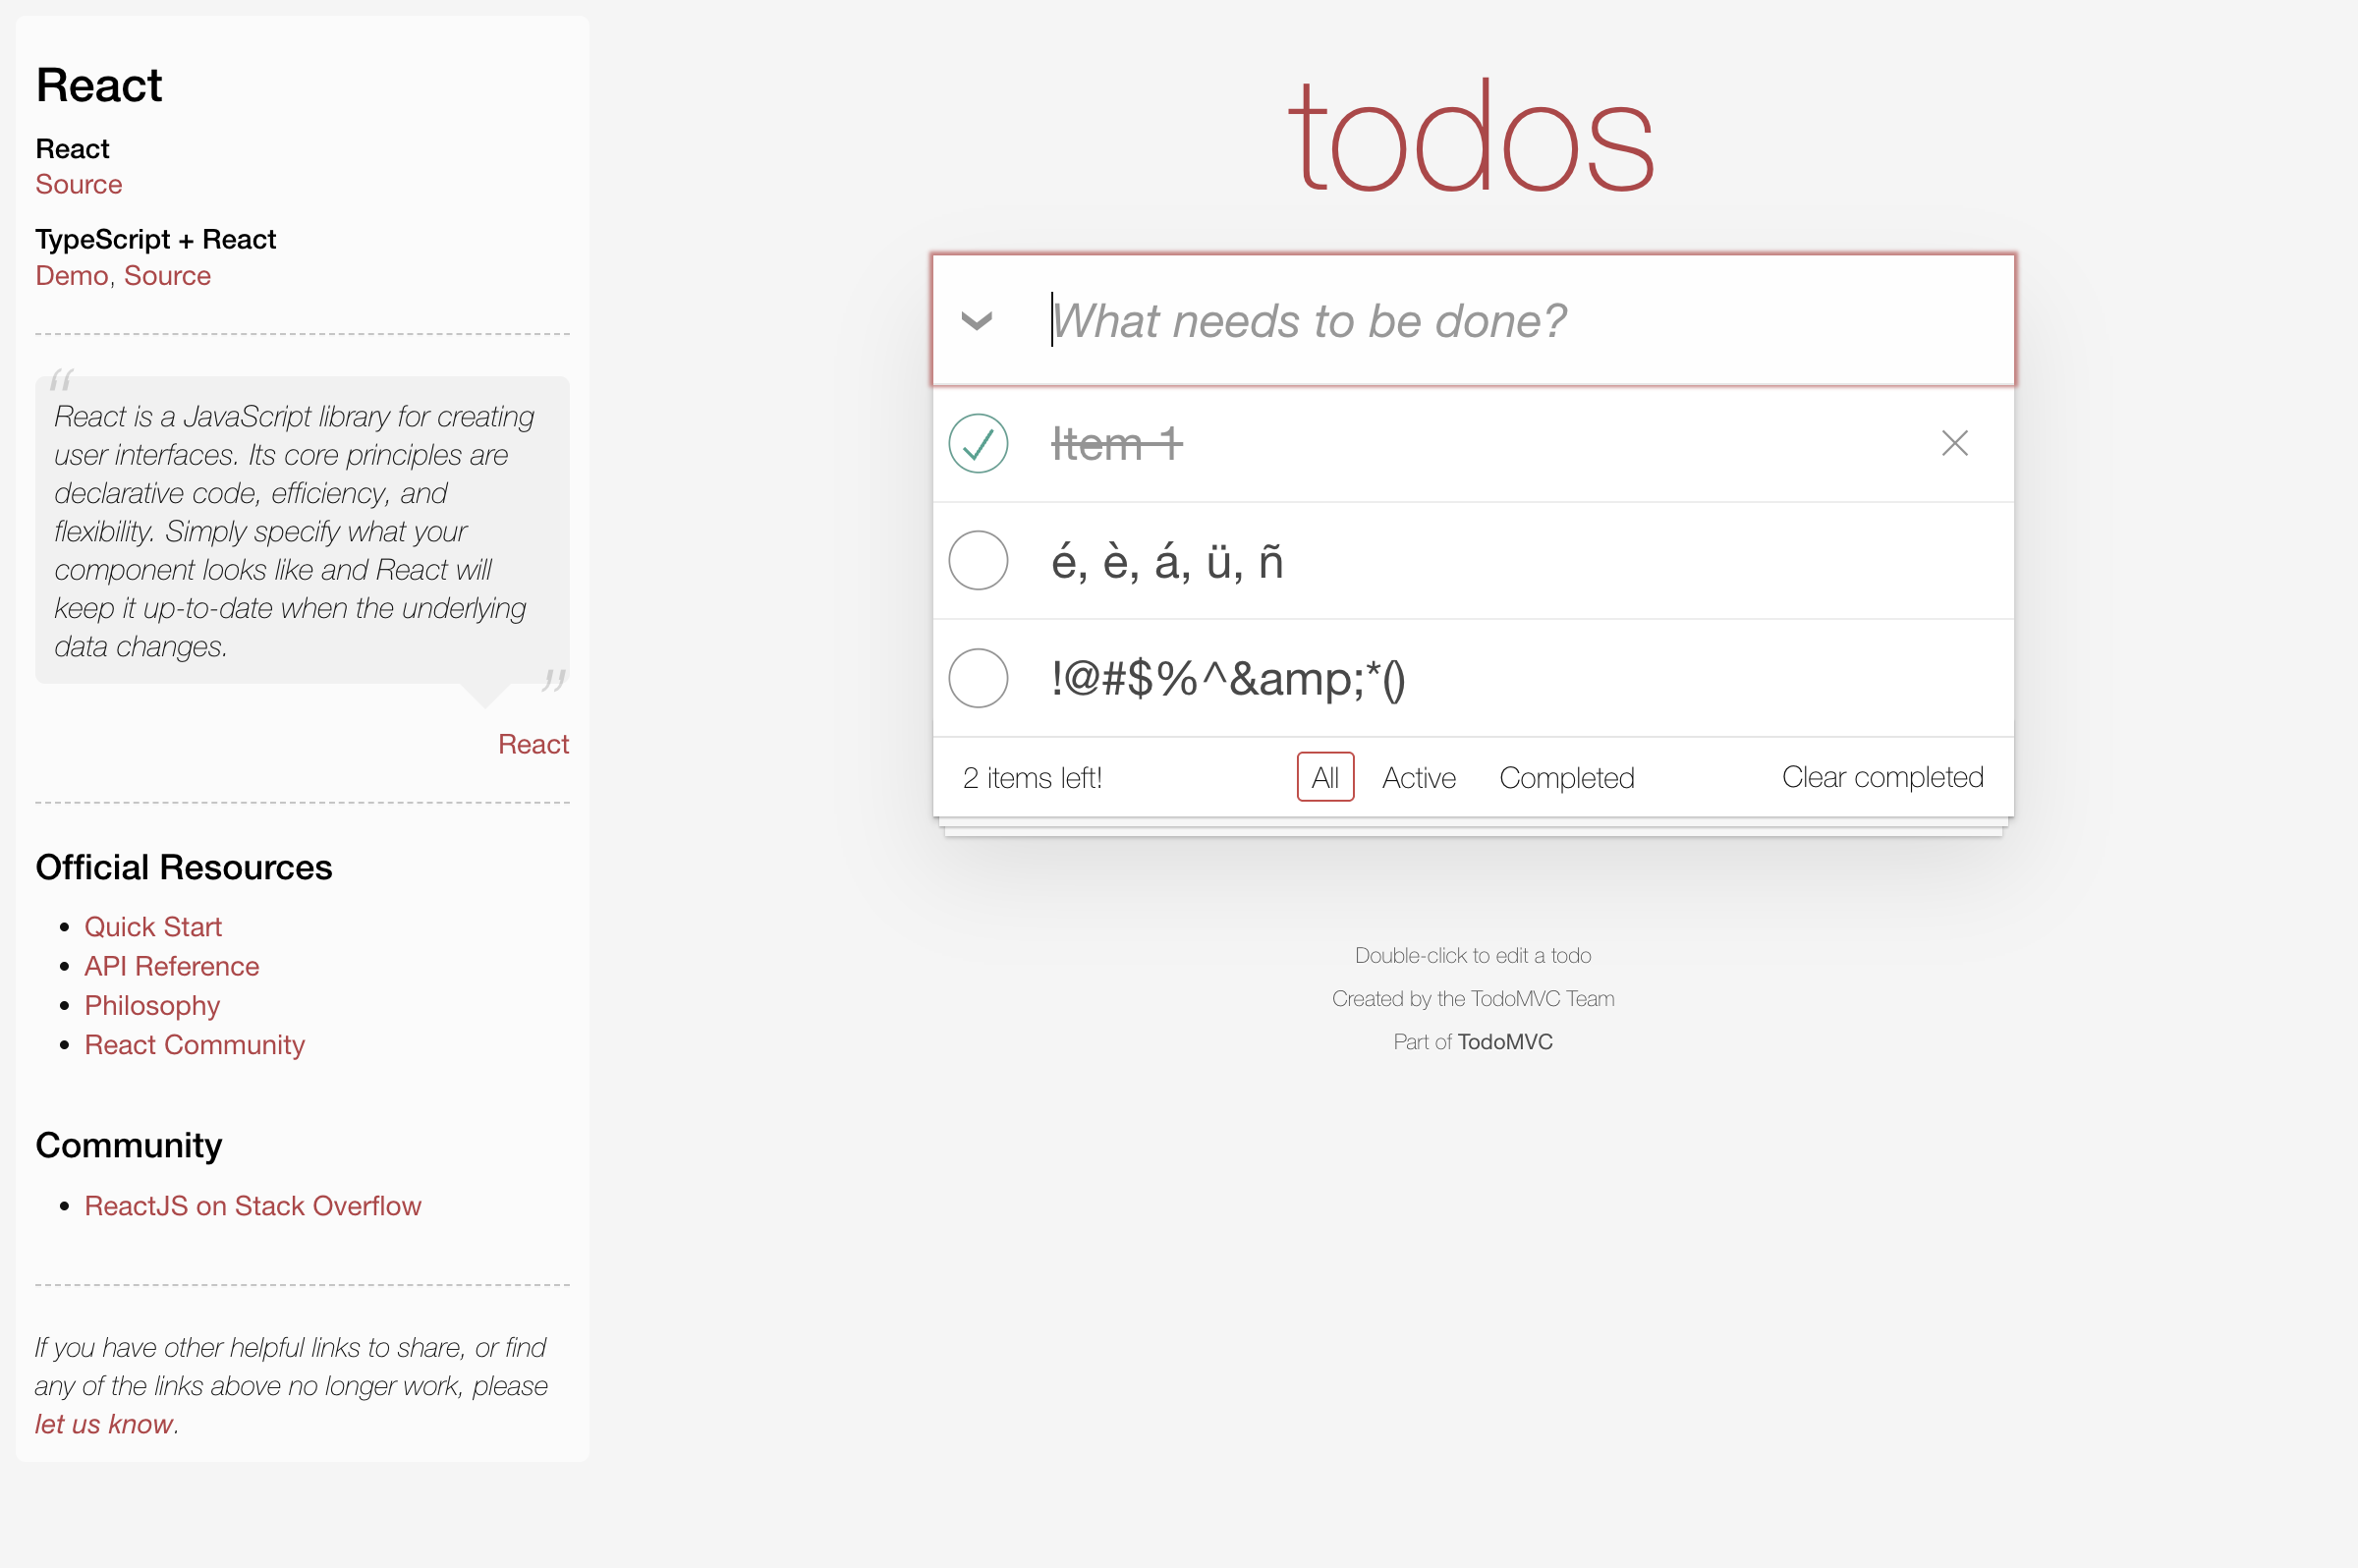 React
React
Source
TypeScript + React
Demo, Source
“
React is a JavaScript library for creating
user interfaces. Its core principles are
declarative code, efficiency, and
flexibility. Simply specify what your
component looks like and React will
keep it up-to-date when the underlying
data changes.
”
React
Official Resources
• Quick Start
• API Reference
• Philosophy
• React Community
Community
• ReactJS on Stack Overflow
If you have other helpful links to share, or find
any of the links above no longer work, please
let us know.
todos
What needs to be done?
Item 1
é, è, á, ü, ñ
!@#$%^&amp;*()
2 items left! All Active Completed Clear completed
Double-click to edit a todo
Created by the TodoMVC Team
Part of TodoMVC